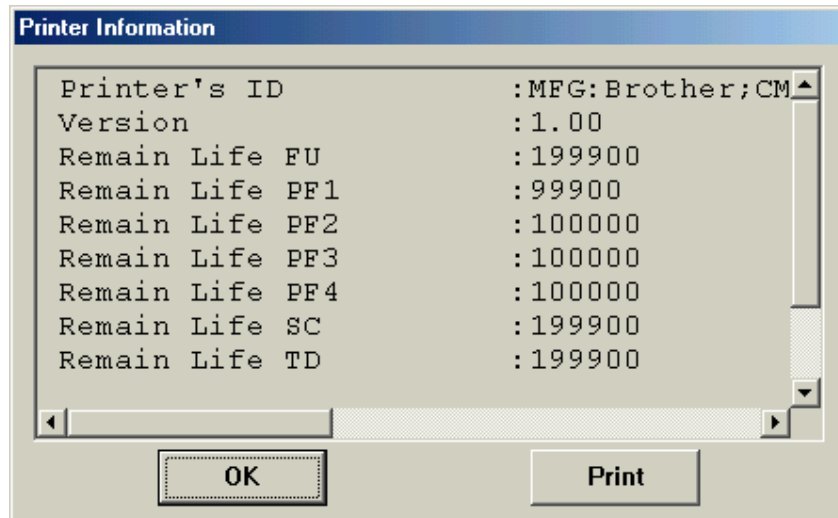 Printer Information
Printer's ID :MFG:Brother;CM
Version :1.00
Remain Life FU :199900
Remain Life PF1 :99900
Remain Life PF2 :100000
Remain Life PF3 :100000
Remain Life PF4 :100000
Remain Life SC :199900
Remain Life TD :199900
OK Print